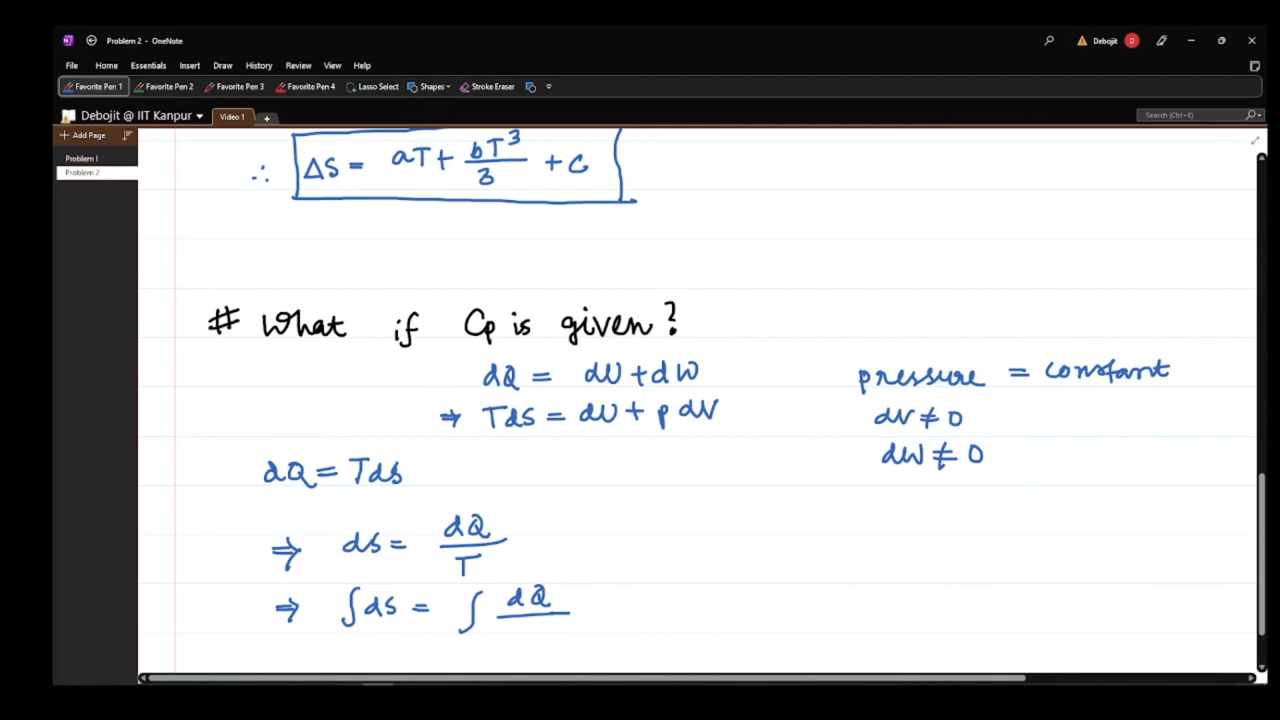 Problem 2 - OneNote
Debojit D
File Home Essentials Insert Draw History Review View Help
Favorite Pen 1 Favorite Pen 2 Favorite Pen 3 Favorite Pen 4 Lasso Select Shapes Stroke Eraser
Debojit @ IIT Kanpur Video 1 + Search (Ctrl+E)
+ Add Page
Problem I
Problem 2
∴ ΔS = aT + bT³/3 + C
# What if Cp is given?
dQ = dU + dW
pressure = constant
⇒ Tds = dU + p dV
dV ≠ 0
dW ≠ 0
dQ = Tds
⇒ ds = dQ/T
⇒ ∫ds = ∫ dQ/